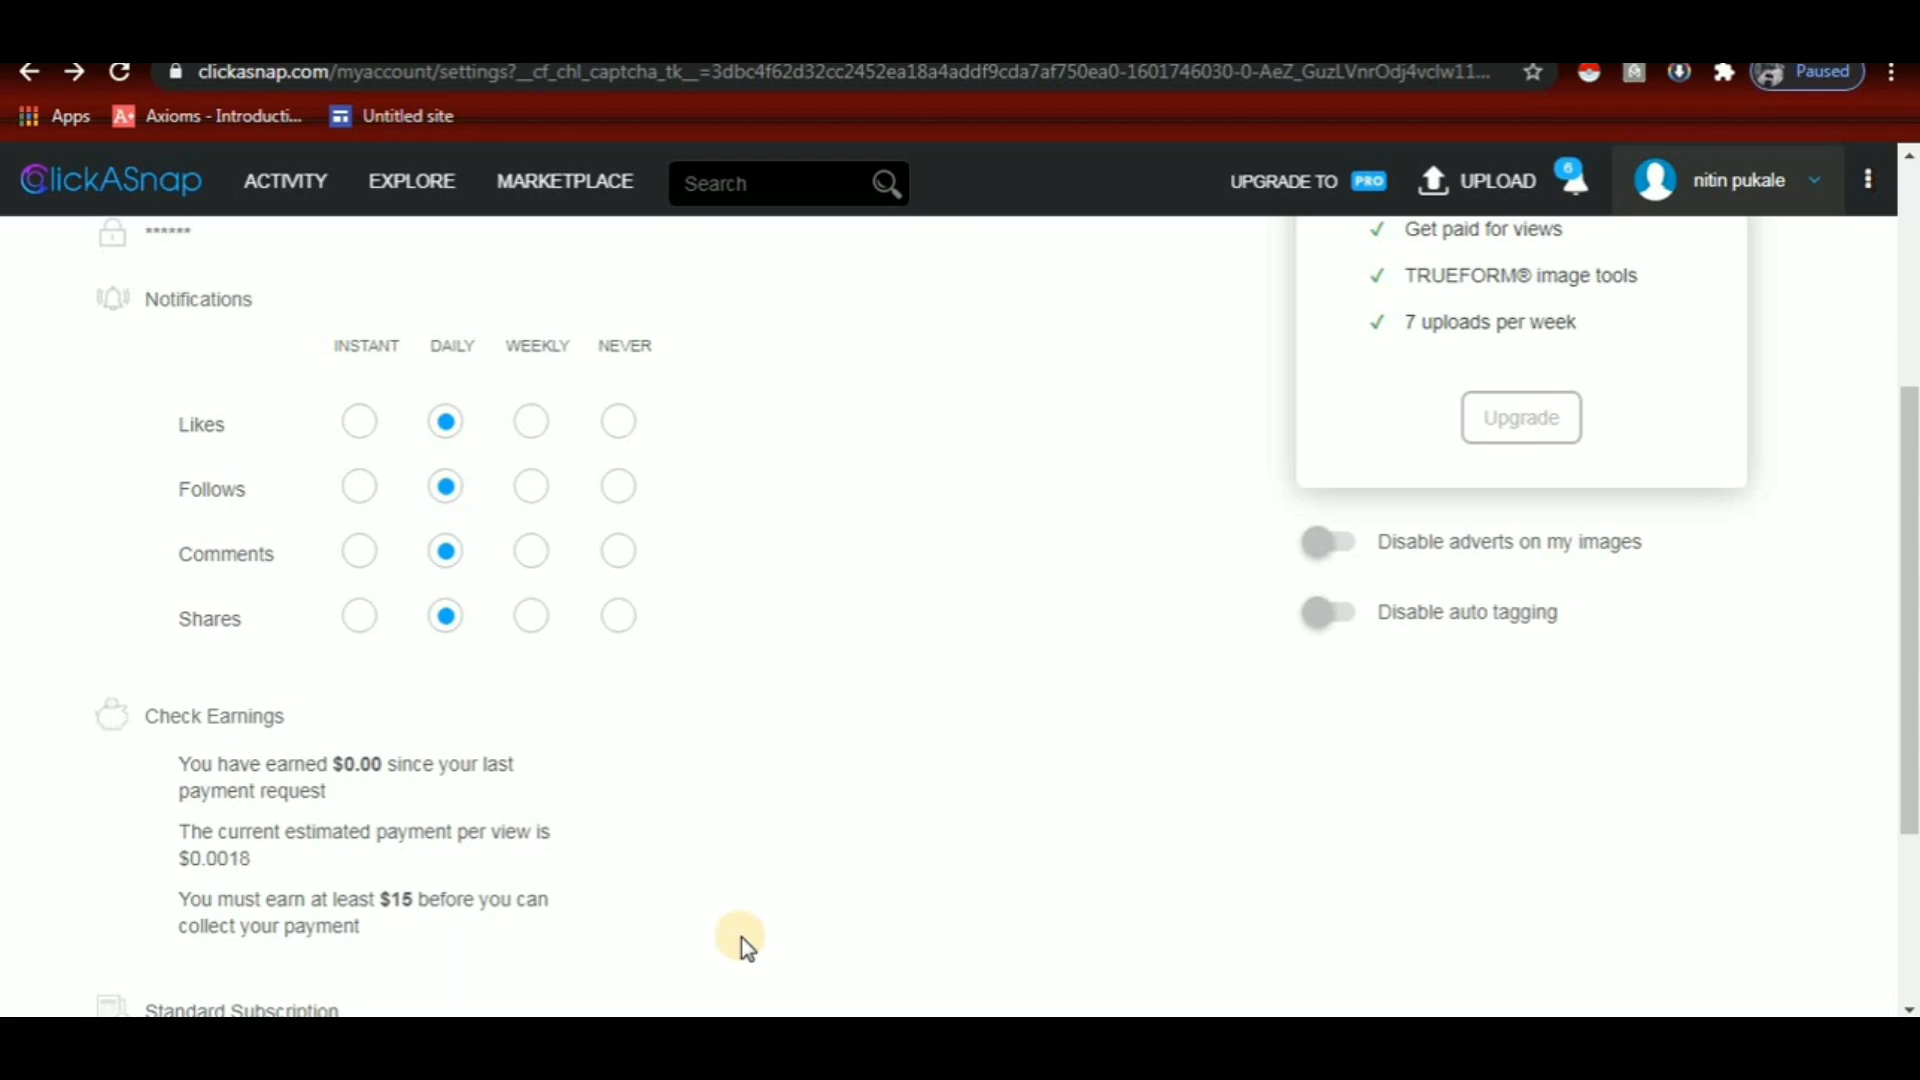 clickasnap.com/myaccount/settings?__cf_chl_captcha_tk__=3dbc4f62d32cc2452ea18a4addf9cda7af750ea0-1601746030-0-AeZ_GuzLVnrOdj4vclw11...
Paused
Apps
Axioms - Introducti...
Untitled site
ClickASnap
ACTIVITY
EXPLORE
MARKETPLACE
Search
UPGRADE TO PRO
UPLOAD
6
nitin pukale
******
Notifications
INSTANT DAILY WEEKLY NEVER
Likes
Follows
Comments
Shares
Check Earnings
You have earned $0.00 since your last
payment request
The current estimated payment per view is
$0.0018
You must earn at least $15 before you can
collect your payment
Standard Subscription
✓ Get paid for views
✓ TRUEFORM® image tools
✓ 7 uploads per week
Upgrade
Disable adverts on my images
Disable auto tagging